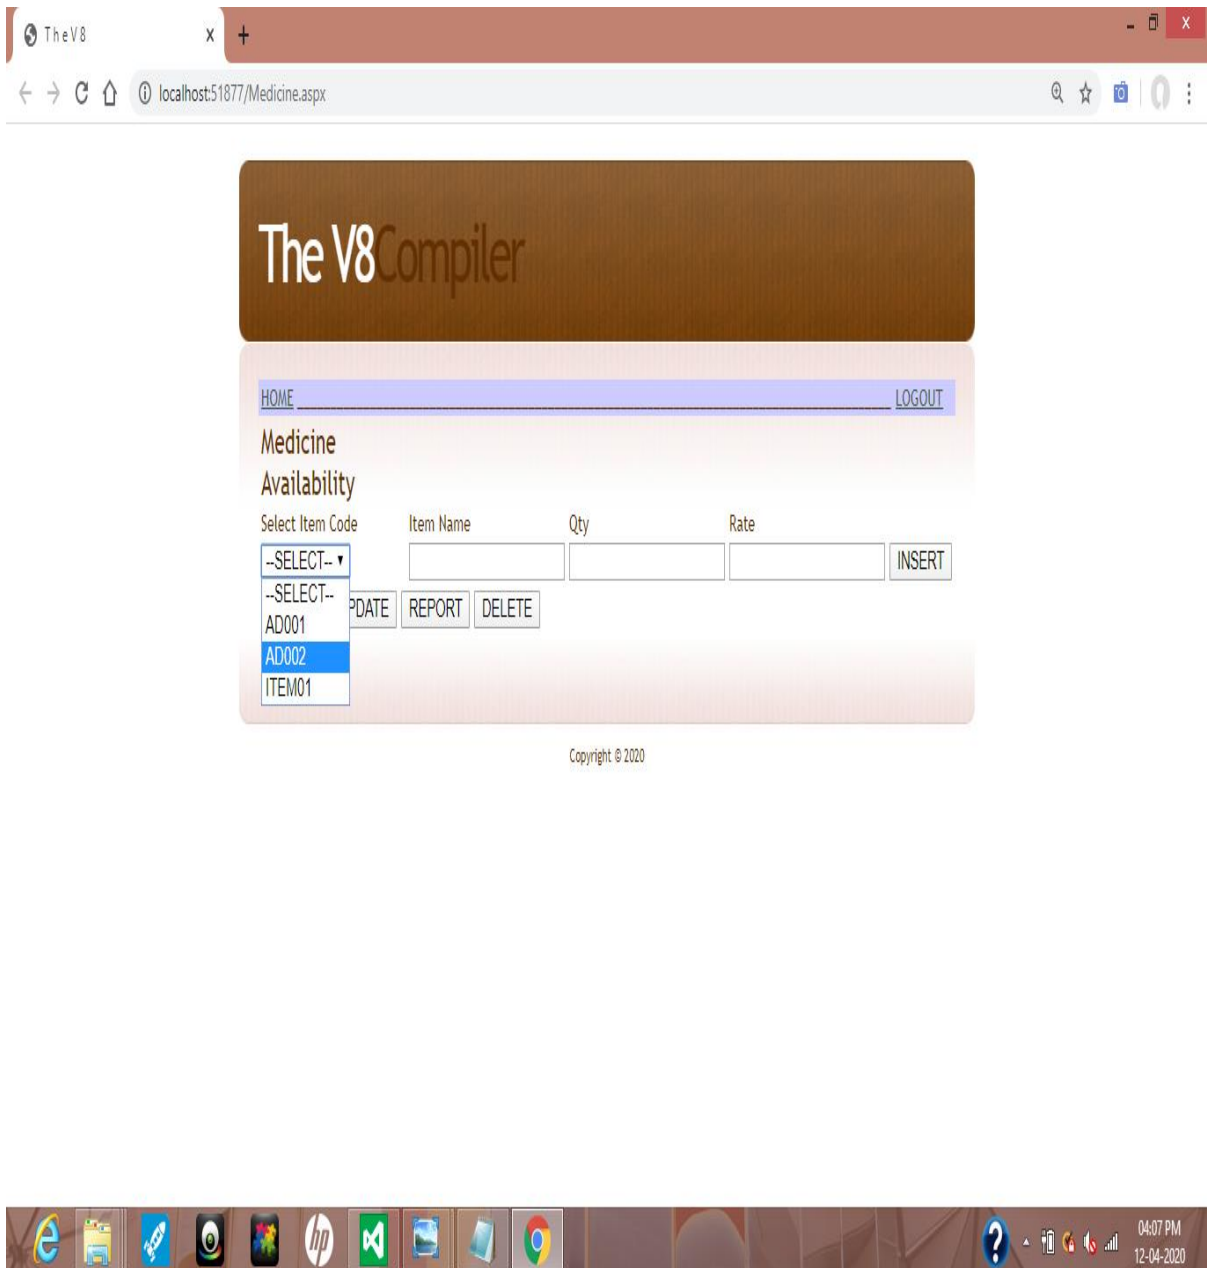 TheV8
localhost:51877/Medicine.aspx
The V8Compiler
HOME LOGOUT
Medicine
Availability
Select Item Code Item Name Qty Rate
--SELECT-- INSERT
--SELECT--
PDATE REPORT DELETE
AD001
AD002
ITEM01
Copyright © 2020
hp
04:07 PM
12-04-2020